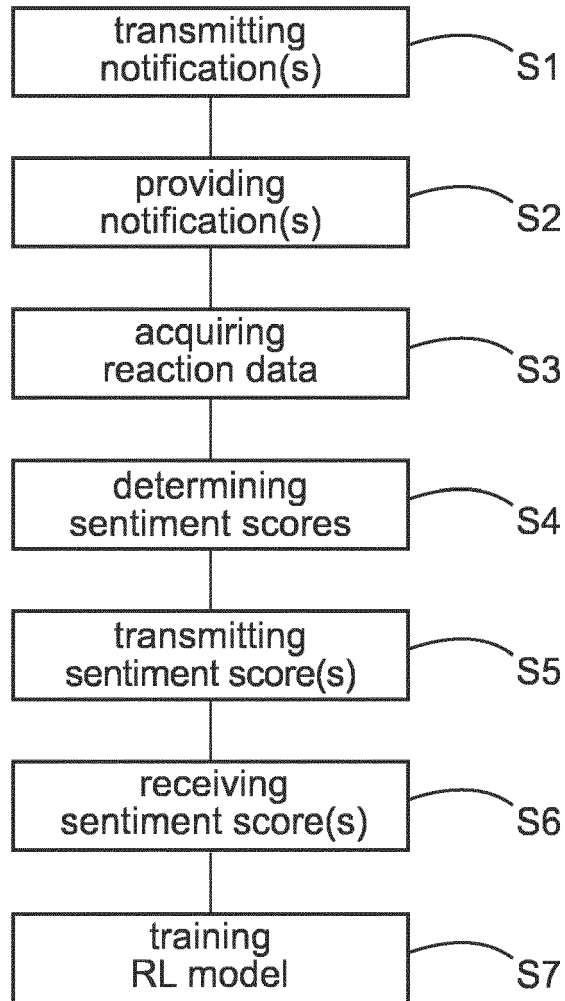 transmitting
notification(s)
S1
providing
notification(s)
S2
acquiring
reaction data
S3
determining
sentiment scores
S4
transmitting
sentiment score(s)
S5
receiving
sentiment score(s)
S6
training
RL model
S7